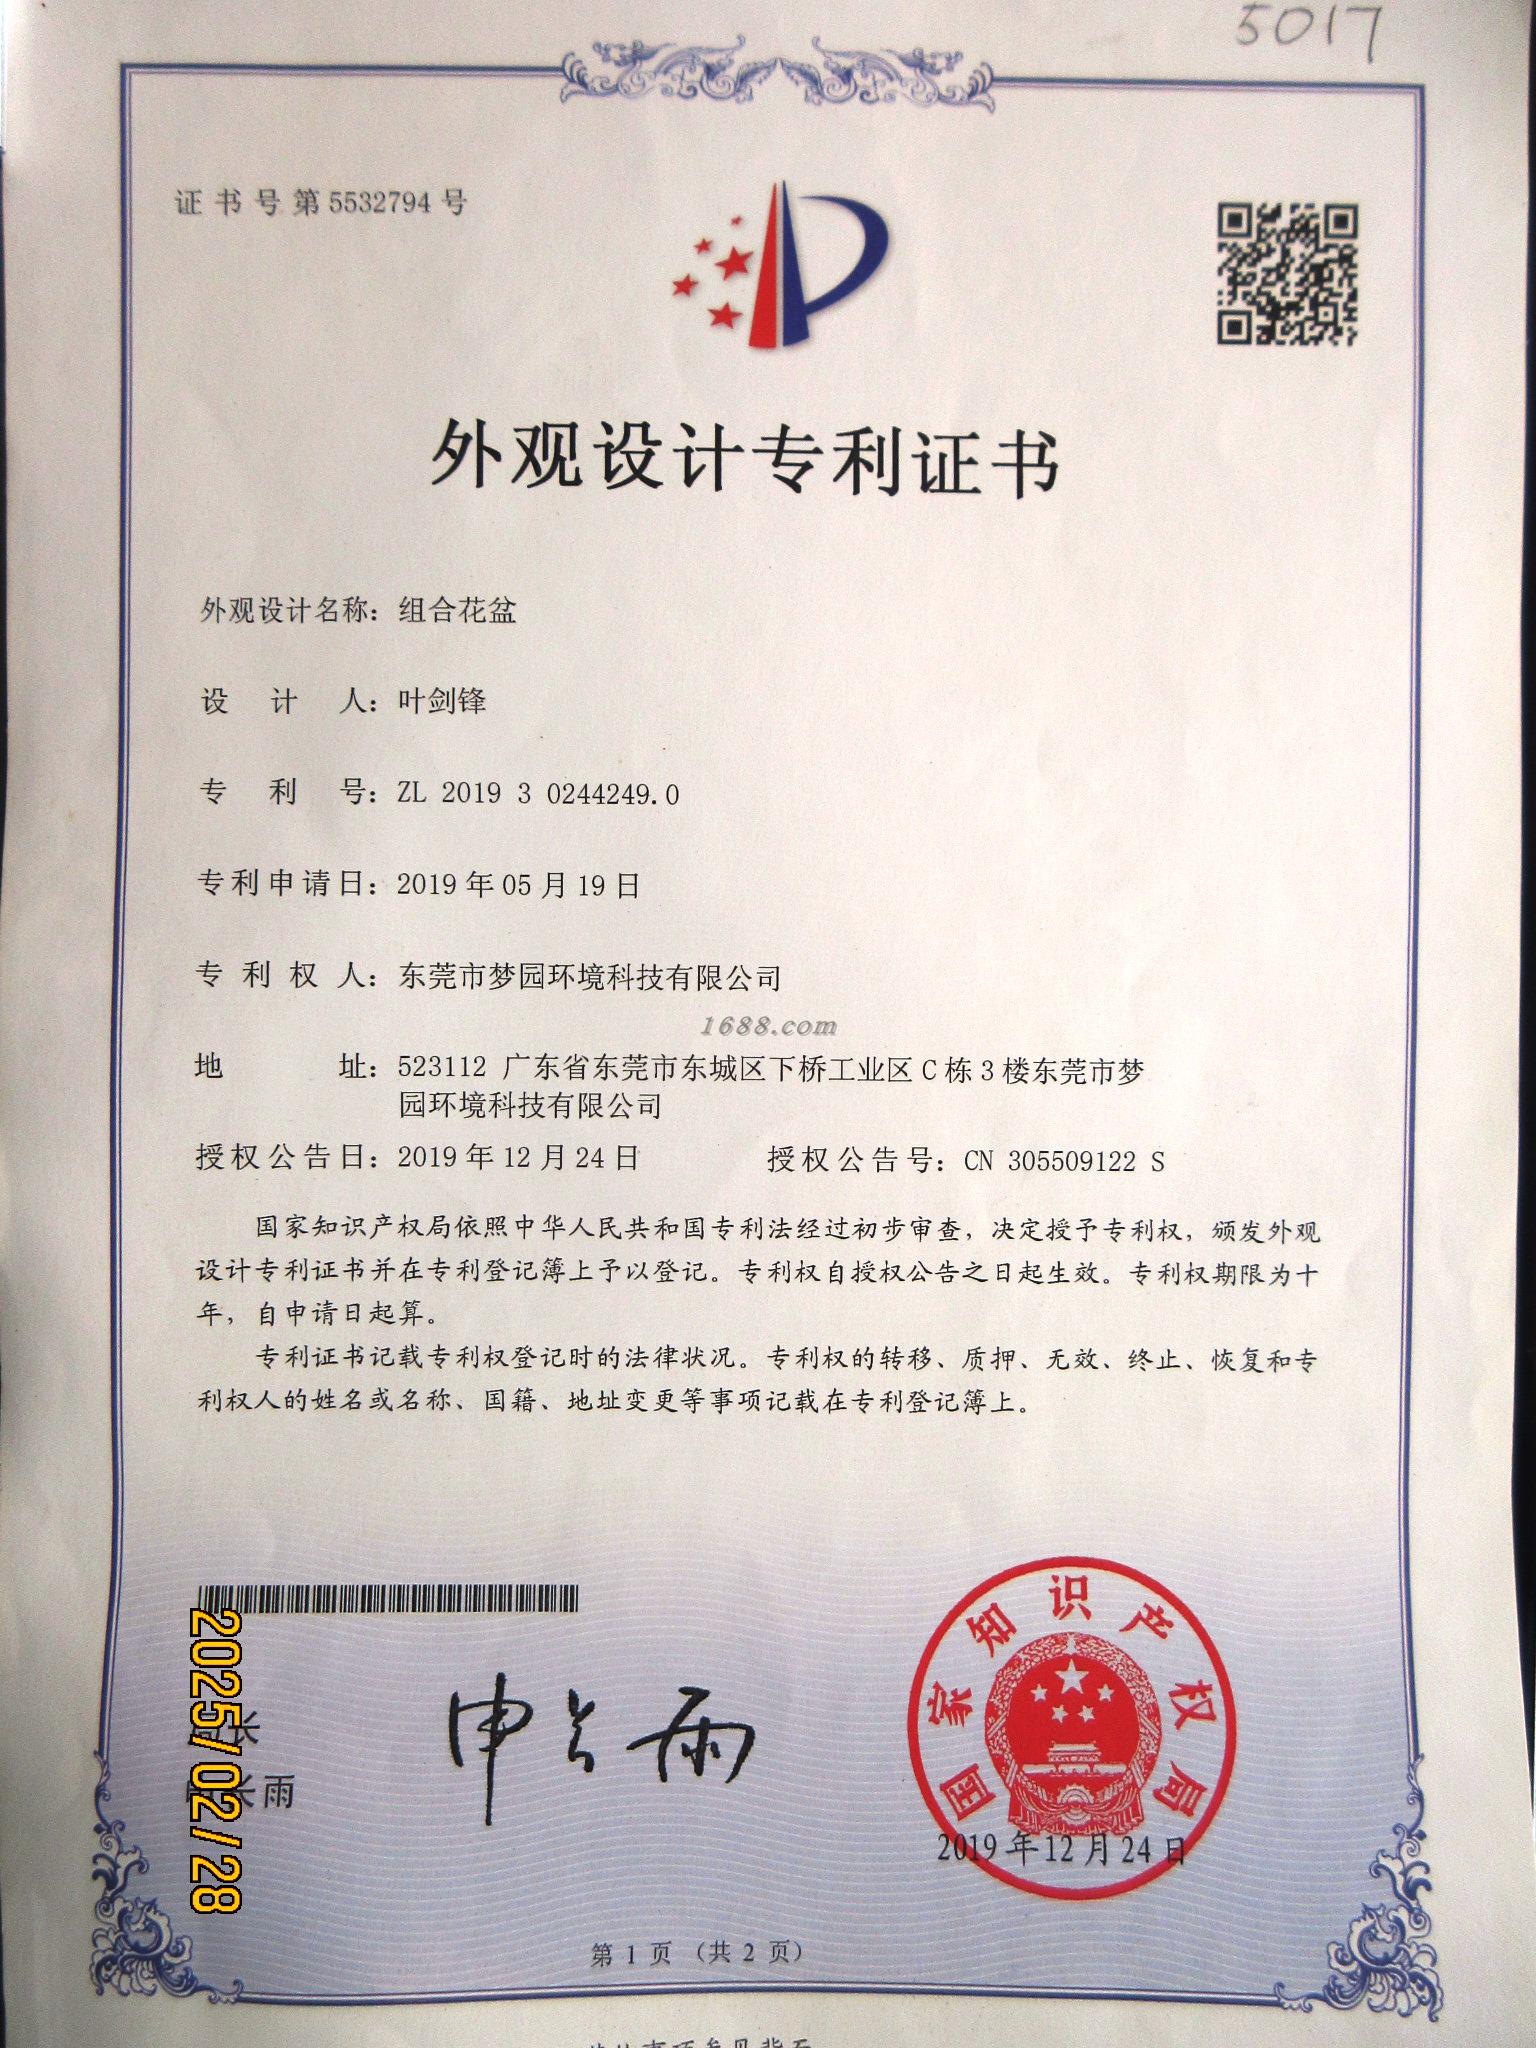 5017
证书号第5532794号
外观设计专利证书
外观设计名称：组合花盆
设计人：叶剑锋
专利号：ZL 2019 3 0244249.0
专利申请日：2019年05月19日
专利权人：东莞市梦园环境科技有限公司
1688.com
地址：523112 广东省东莞市东城区下桥工业区C栋3楼东莞市梦
园环境科技有限公司
授权公告日：2019年12月24日 授权公告号：CN 305509122 S
国家知识产权局依照中华人民共和国专利法经过初步审查，决定授予专利权，颁发外观
设计专利证书并在专利登记簿上予以登记。专利权自授权公告之日起生效。专利权期限为十
年，自申请日起算。
专利证书记载专利权登记时的法律状况。专利权的转移、质押、无效、终止、恢复和专
利权人的姓名或名称、国籍、地址变更等事项记载在专利登记簿上。
2025/02/28
局长
申长雨
申长雨
国家知识产权局
2019年12月24日
第 1 页 （共 2 页）